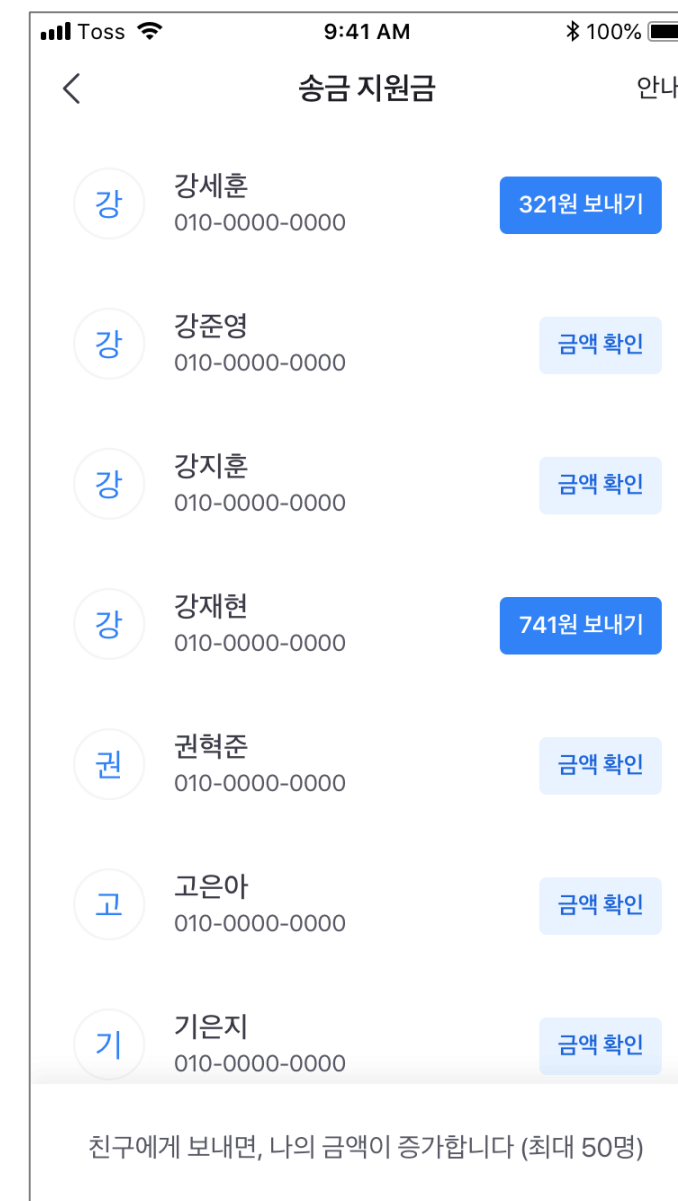 Toss 9:41 AM 100%
송금 지원금 안내
강 강세훈 321원 보내기
010-0000-0000
강 강준영 금액 확인
010-0000-0000
강 강지훈 금액 확인
010-0000-0000
강 강재현 741원 보내기
010-0000-0000
권 권혁준 금액 확인
010-0000-0000
고 고은아 금액 확인
010-0000-0000
기 기은지 금액 확인
010-0000-0000
친구에게 보내면, 나의 금액이 증가합니다 (최대 50명)